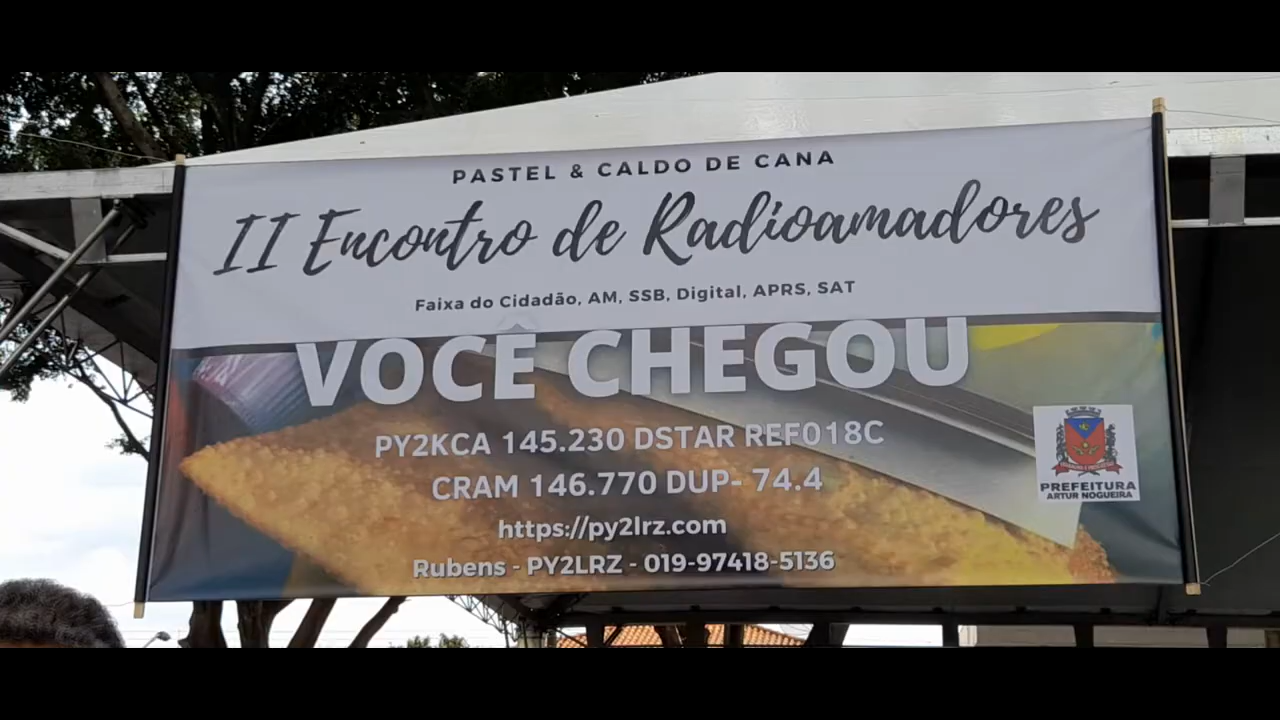 PASTEL & CALDO DE CANA
II Encontro de Radioamadores
Faixa do Cidadão, AM, SSB, Digital, APRS, SAT
VOCÊ CHEGOU
PY2KCA 145.230 DSTAR REF018C
CRAM 146.770 DUP- 74.4
https://py2lrz.com
Rubens - PY2LRZ - 019-97418-5136
PREFEITURA
ARTUR NOGUEIRA